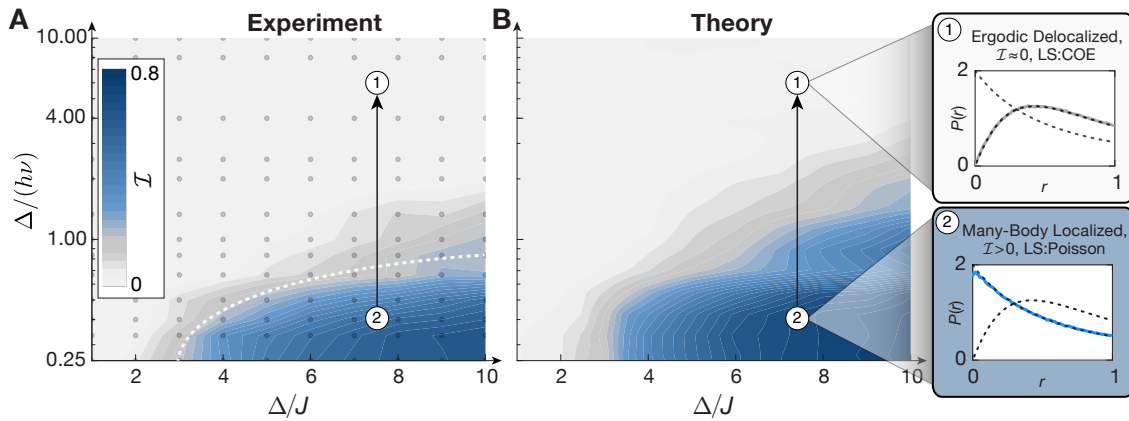 A
Experiment
10.00
4.00
1.00
0.25
Δ/(hν)
0.8
0
ℐ
1
2
2
4
6
8
10
Δ/J
B
Theory
1
2
2
4
6
8
10
Δ/J
1
Ergodic Delocalized,
ℐ≈0, LS:COE
2
P(r)
0
0
r
1
2
Many-Body Localized,
ℐ>0, LS:Poisson
2
P(r)
0
0
r
1